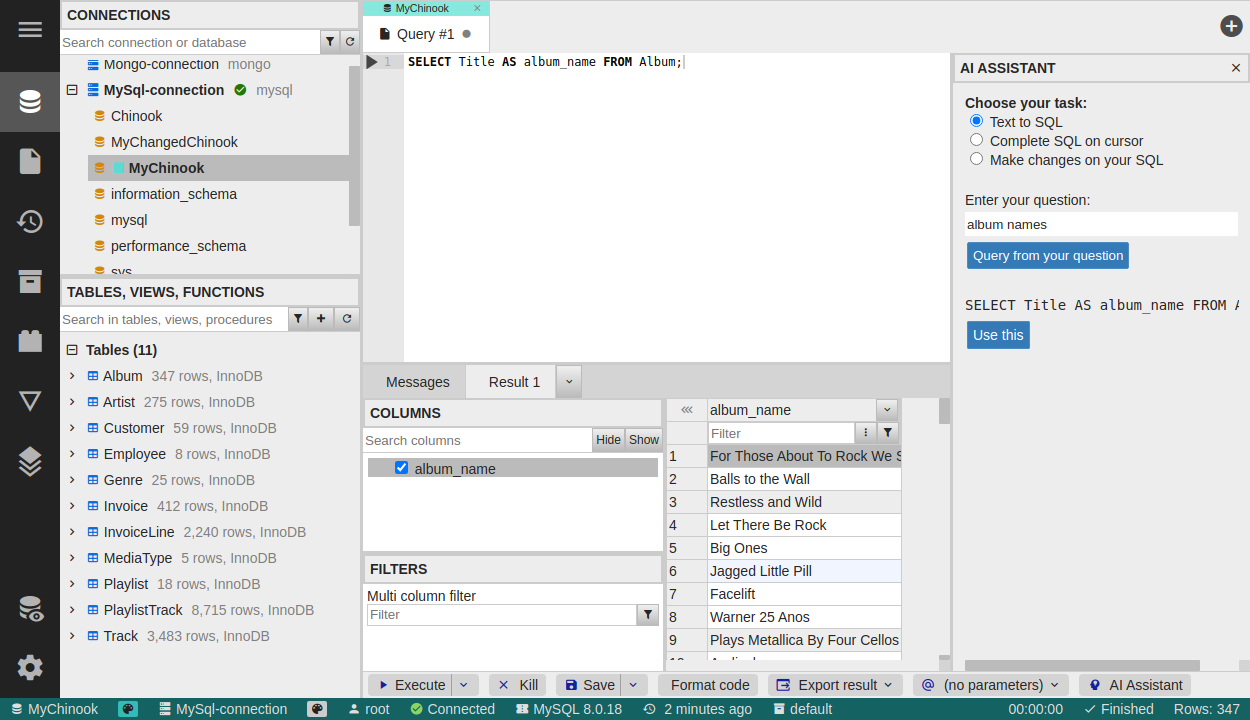 CONNECTIONS
Search connection or database
Mongo-connection mongo
MySql-connection mysql
Chinook
MyChangedChinook
MyChinook
information_schema
mysql
performance_schema
sys
TABLES, VIEWS, FUNCTIONS
Search in tables, views, procedures
Tables (11)
Album 347 rows, InnoDB
Artist 275 rows, InnoDB
Customer 59 rows, InnoDB
Employee 8 rows, InnoDB
Genre 25 rows, InnoDB
Invoice 412 rows, InnoDB
InvoiceLine 2,240 rows, InnoDB
MediaType 5 rows, InnoDB
Playlist 18 rows, InnoDB
PlaylistTrack 8,715 rows, InnoDB
Track 3,483 rows, InnoDB
MyChinook
Query #1
1 SELECT Title AS album_name FROM Album;
Messages Result 1
COLUMNS
Search columns Hide Show
album_name
FILTERS
Multi column filter
Filter
album_name
Filter
1 For Those About To Rock We S
2 Balls to the Wall
3 Restless and Wild
4 Let There Be Rock
5 Big Ones
6 Jagged Little Pill
7 Facelift
8 Warner 25 Anos
9 Plays Metallica By Four Cellos
AI ASSISTANT
Choose your task:
Text to SQL
Complete SQL on cursor
Make changes on your SQL
Enter your question:
album names
Query from your question
SELECT Title AS album_name FROM A
Use this
Execute Kill Save Format code Export result (no parameters) AI Assistant
MyChinook MySql-connection root Connected MySQL 8.0.18 2 minutes ago default 00:00:00 Finished Rows: 347